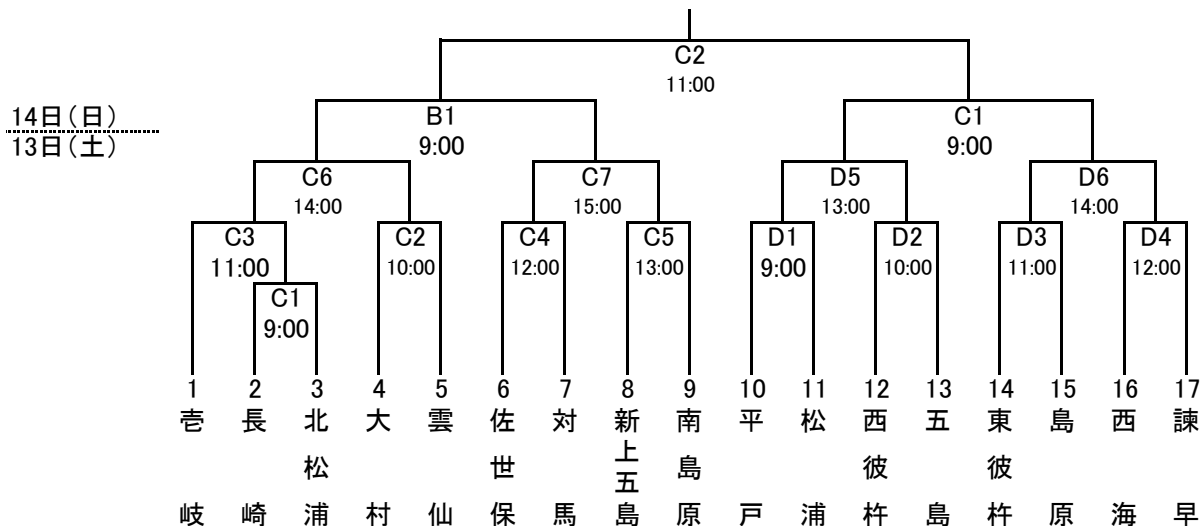 C2
11:00
14日(日)
13日(土)
B1
9:00
C1
9:00
C6
14:00
C7
15:00
D5
13:00
D6
14:00
C3
11:00
C2
10:00
C4
12:00
C5
13:00
D1
9:00
D2
10:00
D3
11:00
D4
12:00
C1
9:00
1 2 3 4 5 6 7 8 9 10 11 12 13 14 15 16 17
壱岐
長崎
北松浦
大村
雲仙
佐世保
対馬
新上五島
南島原
平戸
松浦
西彼杵
五島
東彼杵
島原
西海
諫早